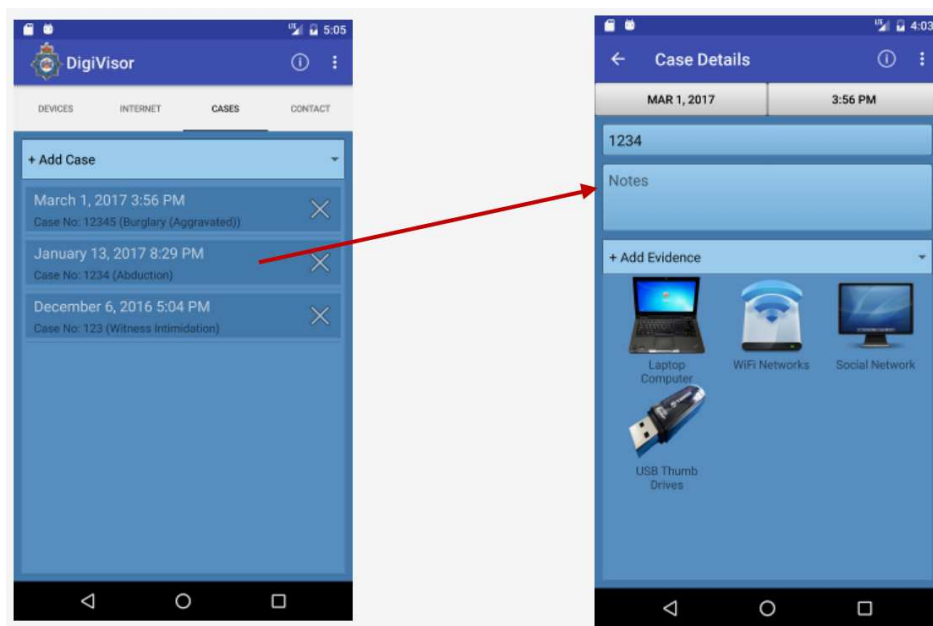 5:05
DigiVisor
DEVICES INTERNET CASES CONTACT
+ Add Case
March 1, 2017 3:56 PM
Case No: 12345 (Burglary (Aggravated))
January 13, 2017 8:29 PM
Case No: 1234 (Abduction)
December 6, 2016 5:04 PM
Case No: 123 (Witness Intimidation)
4:03
Case Details
MAR 1, 2017 3:56 PM
1234
Notes
+ Add Evidence
Laptop
Computer
WiFi Networks
Social Network
USB Thumb
Drives